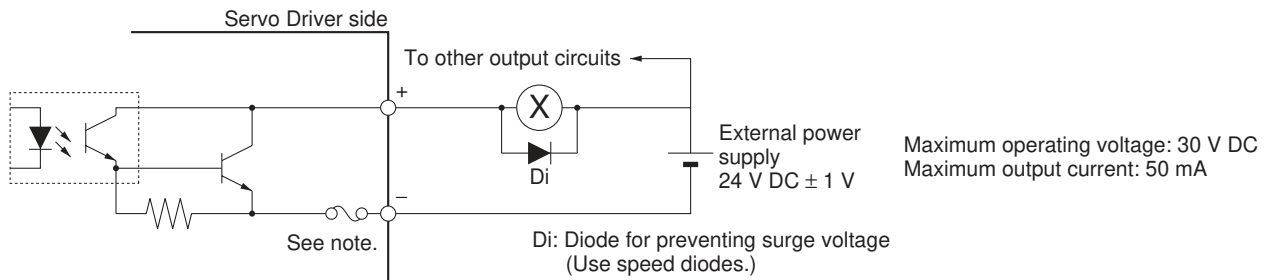 Servo Driver side
To other output circuits
+
X
Di
External power
supply
24 V DC ± 1 V
Maximum operating voltage: 30 V DC
Maximum output current: 50 mA
–
See note.
Di: Diode for preventing surge voltage
(Use speed diodes.)